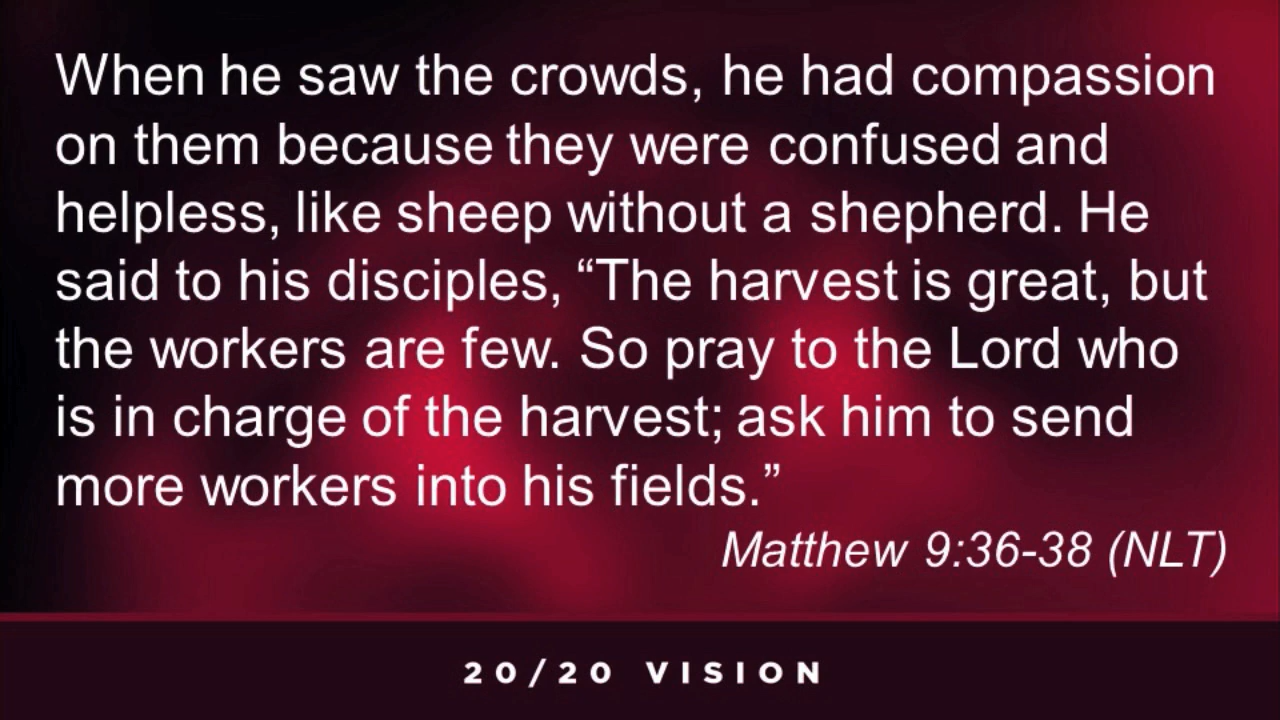 When he saw the crowds, he had compassion
on them because they were confused and
helpless, like sheep without a shepherd. He
said to his disciples, “The harvest is great, but
the workers are few. So pray to the Lord who
is in charge of the harvest; ask him to send
more workers into his fields.”
Matthew 9:36-38 (NLT)
20/20 VISION